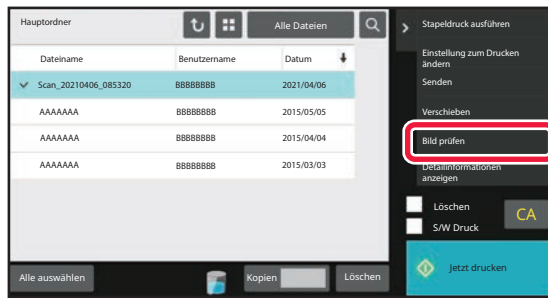 Hauptordner
Alle Dateien
Dateiname Benutzername Datum
Scan_20210406_085320 BBBBBBBB 2021/04/06
AAAAAAA BBBBBBBB 2015/05/05
AAAAAAA BBBBBBBB 2015/04/04
AAAAAAA BBBBBBBB 2015/03/03
Alle auswählen
Kopien
Löschen
Stapeldruck ausführen
Einstellung zum Drucken
ändern
Senden
Verschieben
Bild prüfen
Detailinformationen
anzeigen
Löschen
S/W Druck
CA
Jetzt drucken